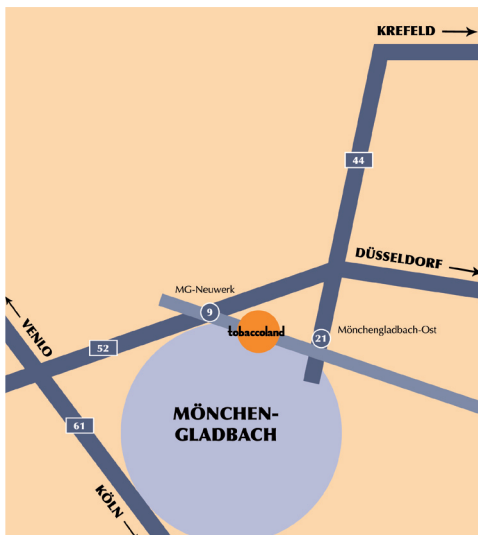 KREFELD
44
DÜSSELDORF
MG-Neuwerk
9
tobaccoland
21
Mönchengladbach-Ost
VENLO
52
MÖNCHEN-
GLADBACH
61
KÖLN